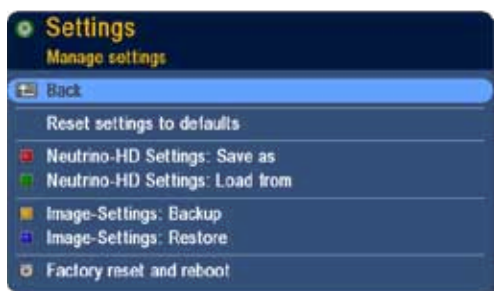 Settings
Manage settings
Back
Reset settings to defaults
Neutrino-HD Settings: Save as
Neutrino-HD Settings: Load from
Image-Settings: Backup
Image-Settings: Restore
Factory reset and reboot